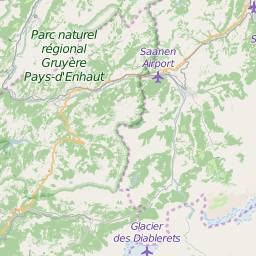 Parc naturel
régional
Gruyère
Pays-d'Enhaut
Saanen
Airport
Glacier
des Diablerets